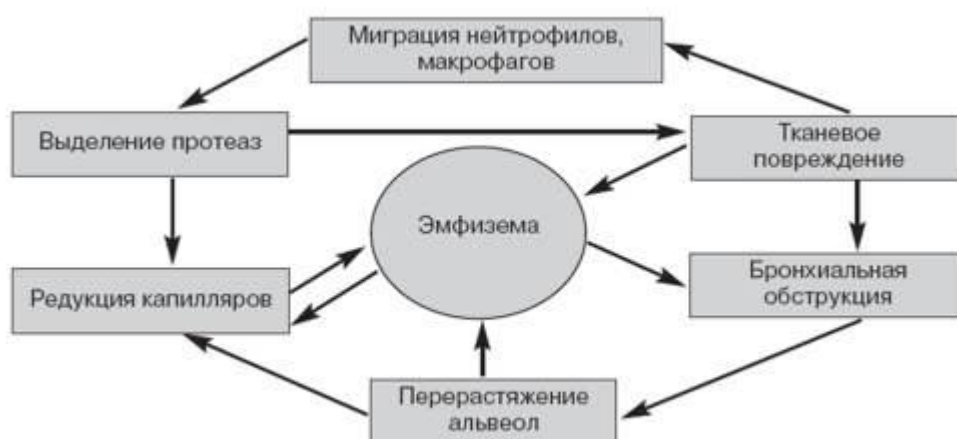 Миграция нейтрофилов,
макрофагов
Выделение протеаз
Тканевое
повреждение
Эмфизема
Редукция капилляров
Бронхиальная
обструкция
Перерастяжение
альвеол